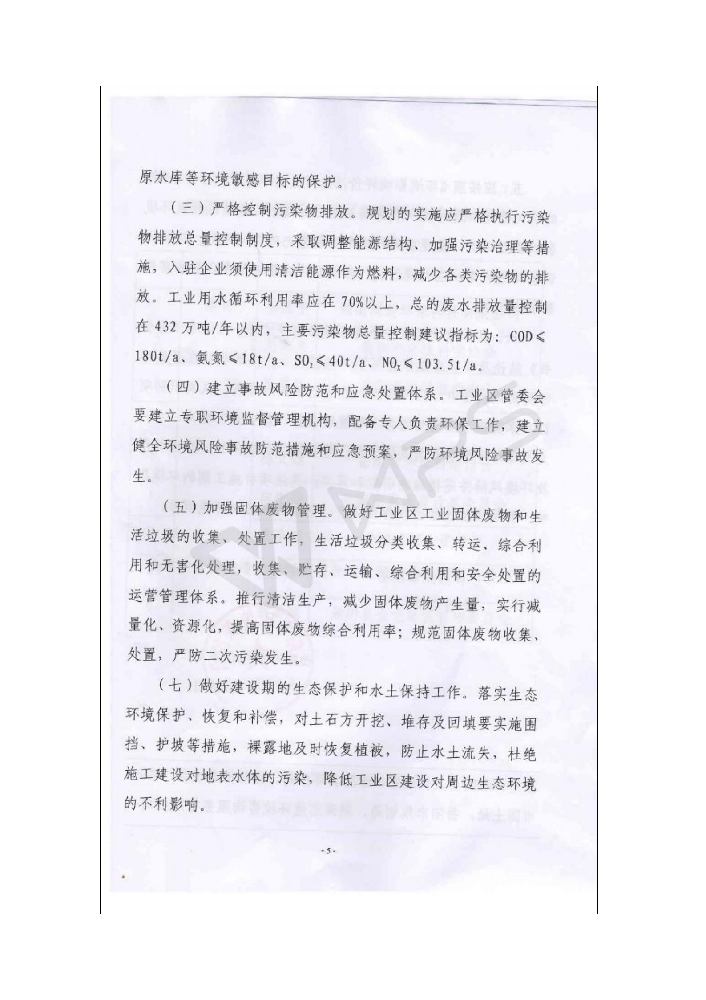 原水库等环境敏感目标的保护。
（三）严格控制污染物排放。规划的实施应严格执行污染
物排放总量控制制度，采取调整能源结构、加强污染治理等措
施，入驻企业须使用清洁能源作为燃料，减少各类污染物的排
放。工业用水循环利用率应在 70%以上，总的废水排放量控制
在 432 万吨/年以内，主要污染物总量控制建议指标为：COD≤
180t/a、氨氮≤18t/a、SO₂≤40t/a、NOₓ≤103.5t/a。
（四）建立事故风险防范和应急处置体系。工业区管委会
要建立专职环境监督管理机构，配备专人负责环保工作，建立
健全环境风险事故防范措施和应急预案，严防环境风险事故发
生。
（五）加强固体废物管理。做好工业区工业固体废物和生
活垃圾的收集、处置工作，生活垃圾分类收集、转运、综合利
用和无害化处理，收集、贮存、运输、综合利用和安全处置的
运营管理体系。推行清洁生产，减少固体废物产生量，实行减
量化、资源化，提高固体废物综合利用率；规范固体废物收集、
处置，严防二次污染发生。
（七）做好建设期的生态保护和水土保持工作。落实生态
环境保护、恢复和补偿，对土石方开挖、堆存及回填要实施围
挡、护坡等措施，裸露地及时恢复植被，防止水土流失，杜绝
施工建设对地表水体的污染，降低工业区建设对周边生态环境
的不利影响。
- 5 -